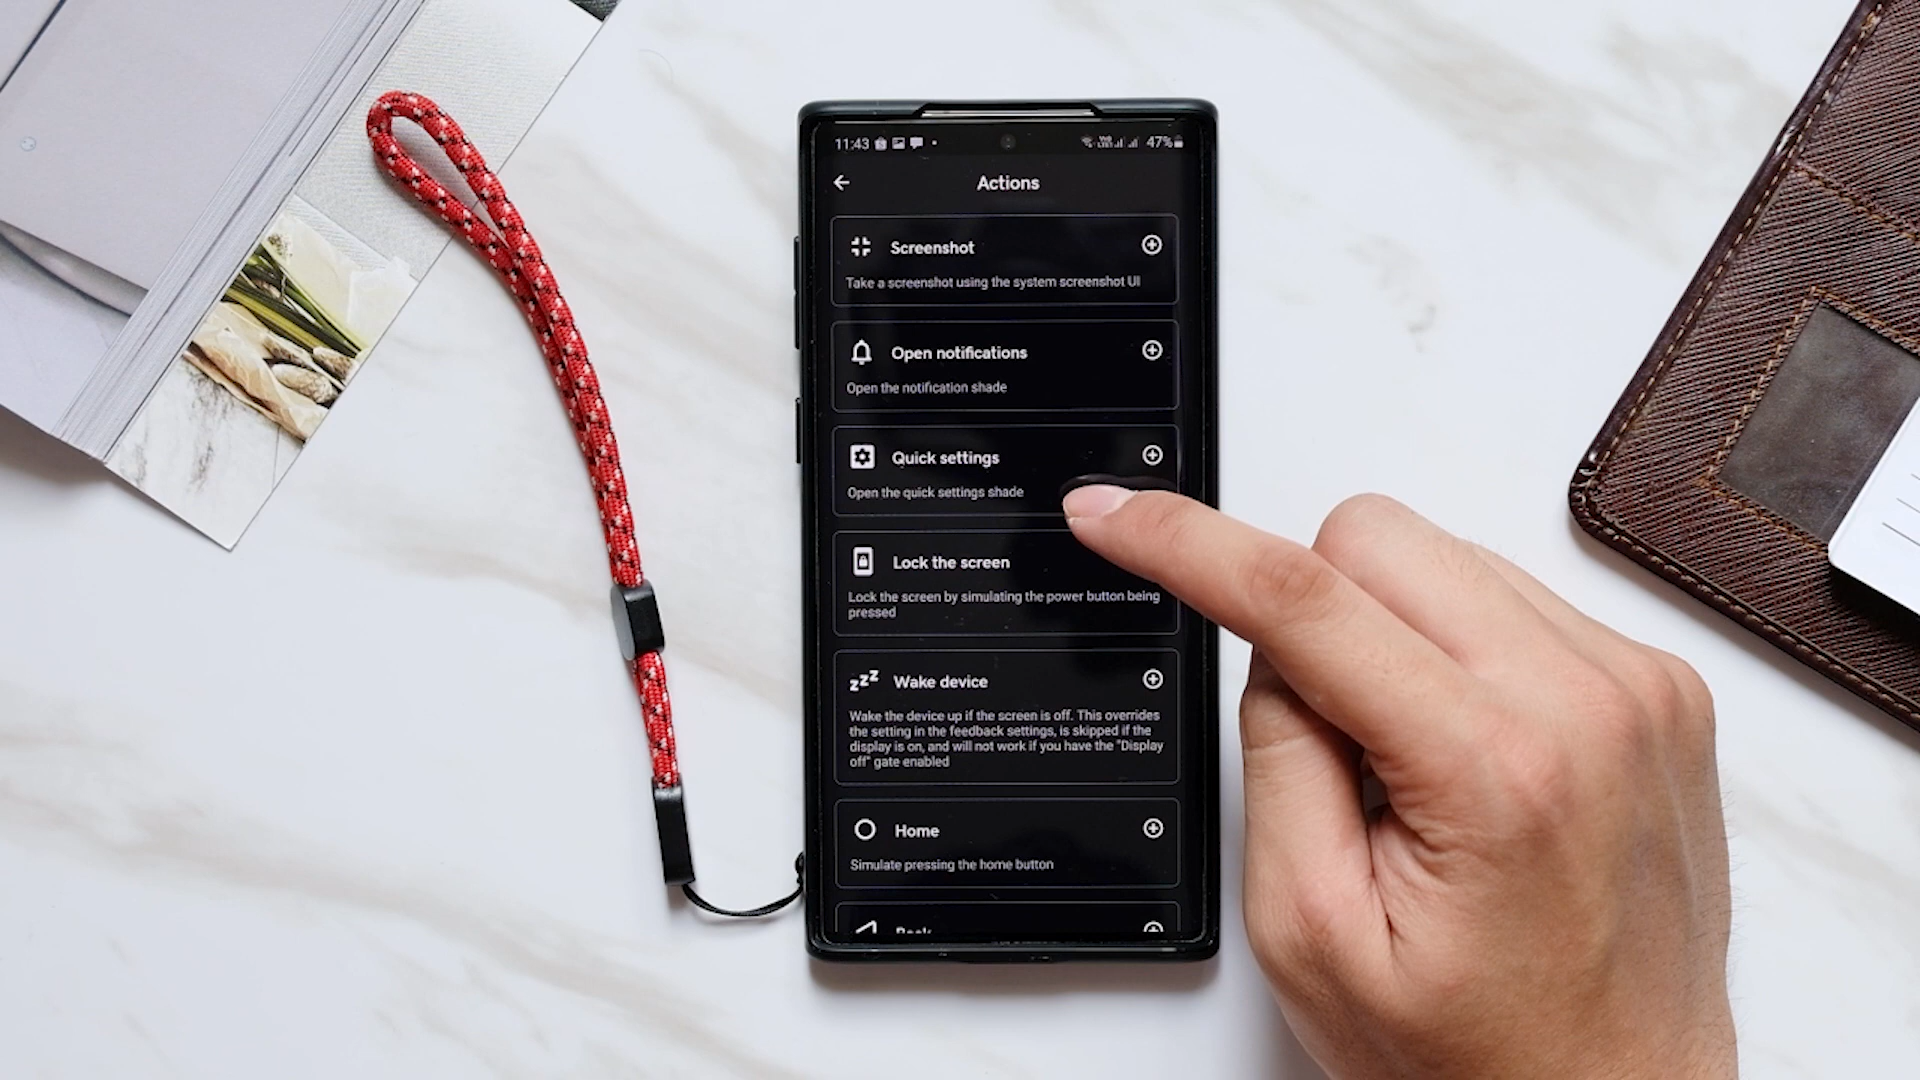 11:43 47%
Actions
Screenshot
Take a screenshot using the system screenshot UI
Open notifications
Open the notification shade
Quick settings
Open the quick settings shade
Lock the screen
Lock the screen by simulating the power button being
pressed
zzZ Wake device
Wake the device up if the screen is off. This overrides
the setting in the feedback settings, is skipped if the
display is on, and will not work if you have the "Display
off" gate enabled
Home
Simulate pressing the home button